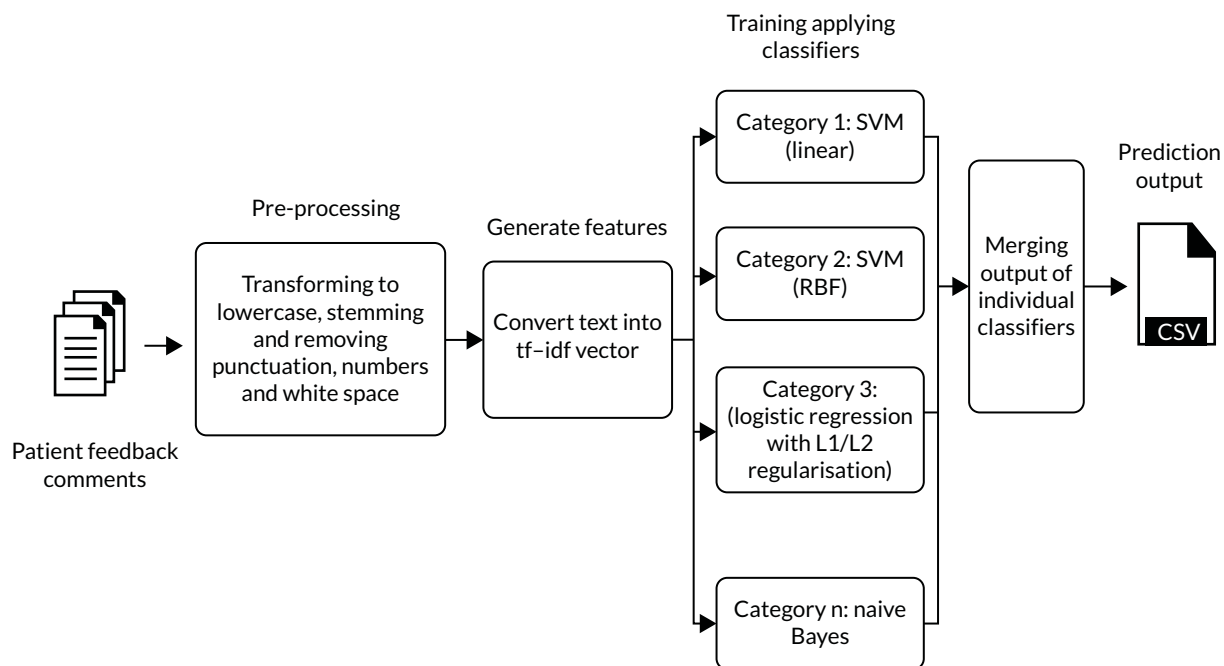 Patient feedback
comments
Pre-processing
Transforming to
lowercase, stemming
and removing
punctuation, numbers
and white space
Generate features
Convert text into
tf–idf vector
Training applying
classifiers
Category 1: SVM
(linear)
Category 2: SVM
(RBF)
Category 3:
(logistic regression
with L1/L2
regularisation)
Category n: naive
Bayes
Merging
output of
individual
classifiers
Prediction
output
CSV